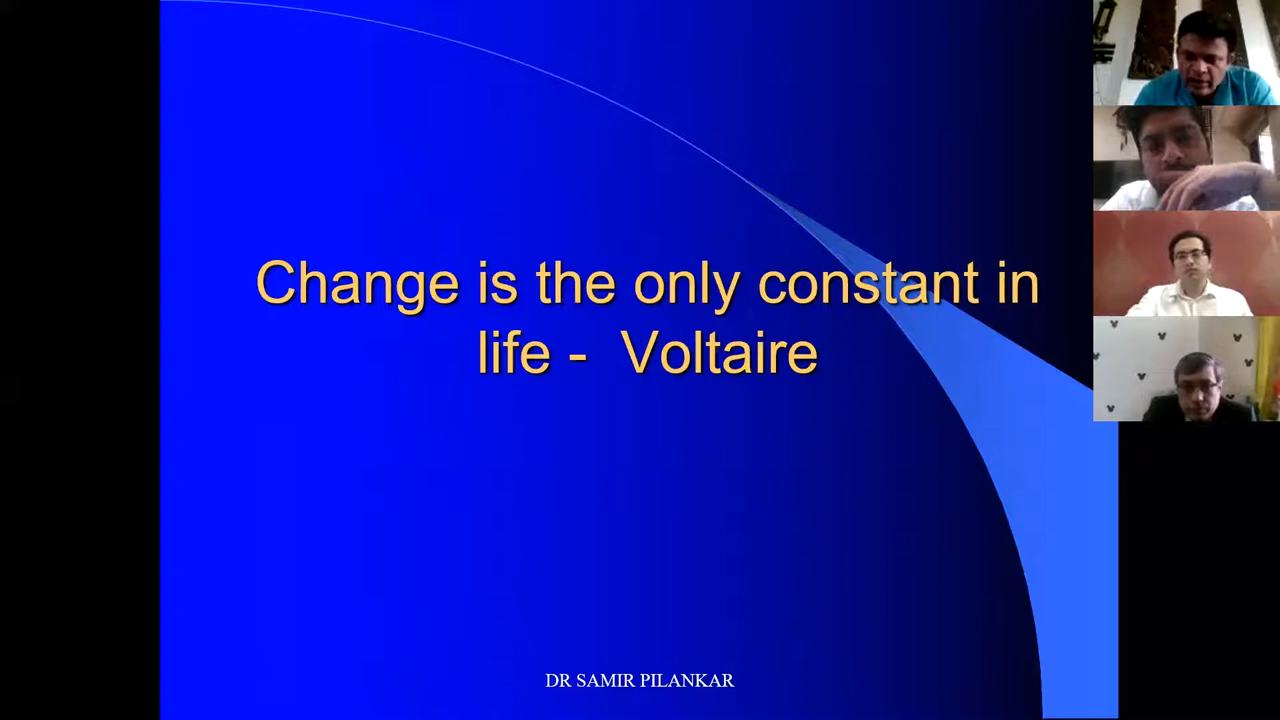 Change is the only constant in
life - Voltaire
DR SAMIR PILANKAR